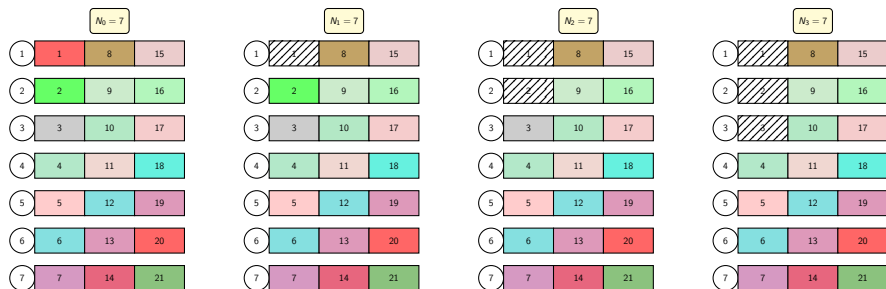 N₀ = 7 N₁ = 7 N₂ = 7 N₃ = 7
1 1 8 15 1 1 8 15 1 1 8 15 1 1 8 15
2 2 9 16 2 2 9 16 2 2 9 16 2 2 9 16
3 3 10 17 3 3 10 17 3 3 10 17 3 3 10 17
4 4 11 18 4 4 11 18 4 4 11 18 4 4 11 18
5 5 12 19 5 5 12 19 5 5 12 19 5 5 12 19
6 6 13 20 6 6 13 20 6 6 13 20 6 6 13 20
7 7 14 21 7 7 14 21 7 7 14 21 7 7 14 21